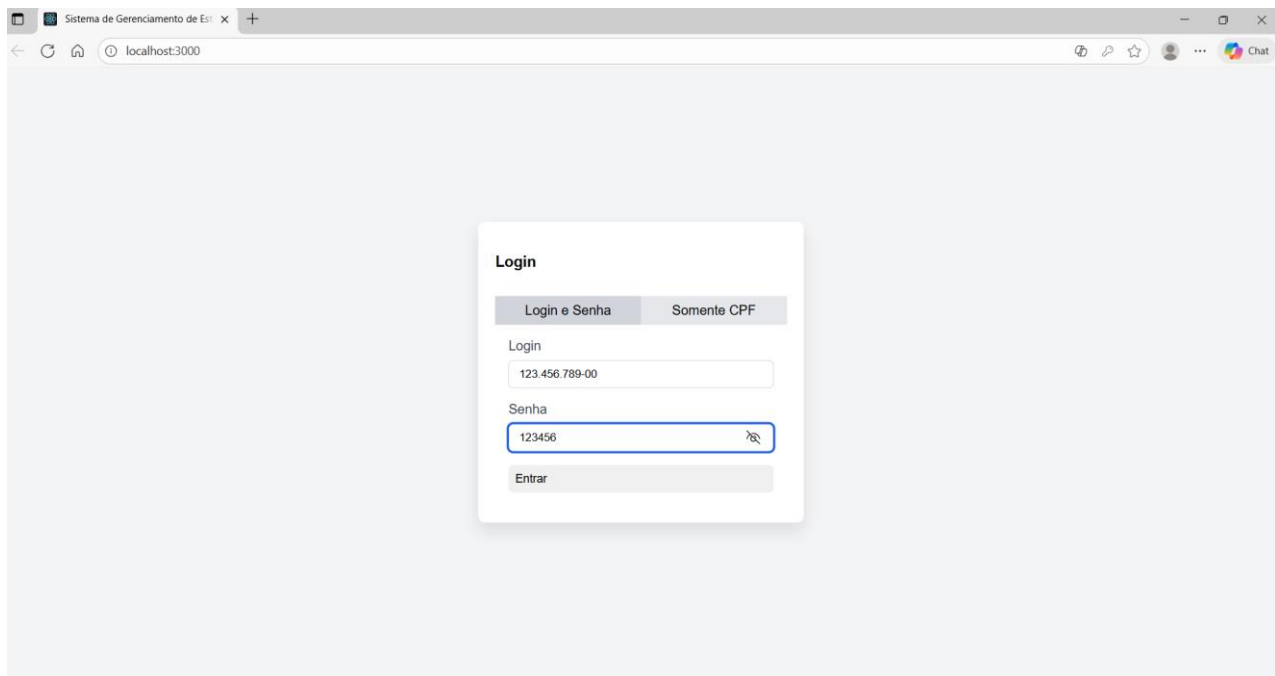 Sistema de Gerenciamento de Est
localhost:3000
Chat
Login
Login e Senha Somente CPF
Login
123.456.789-00
Senha
123456
Entrar